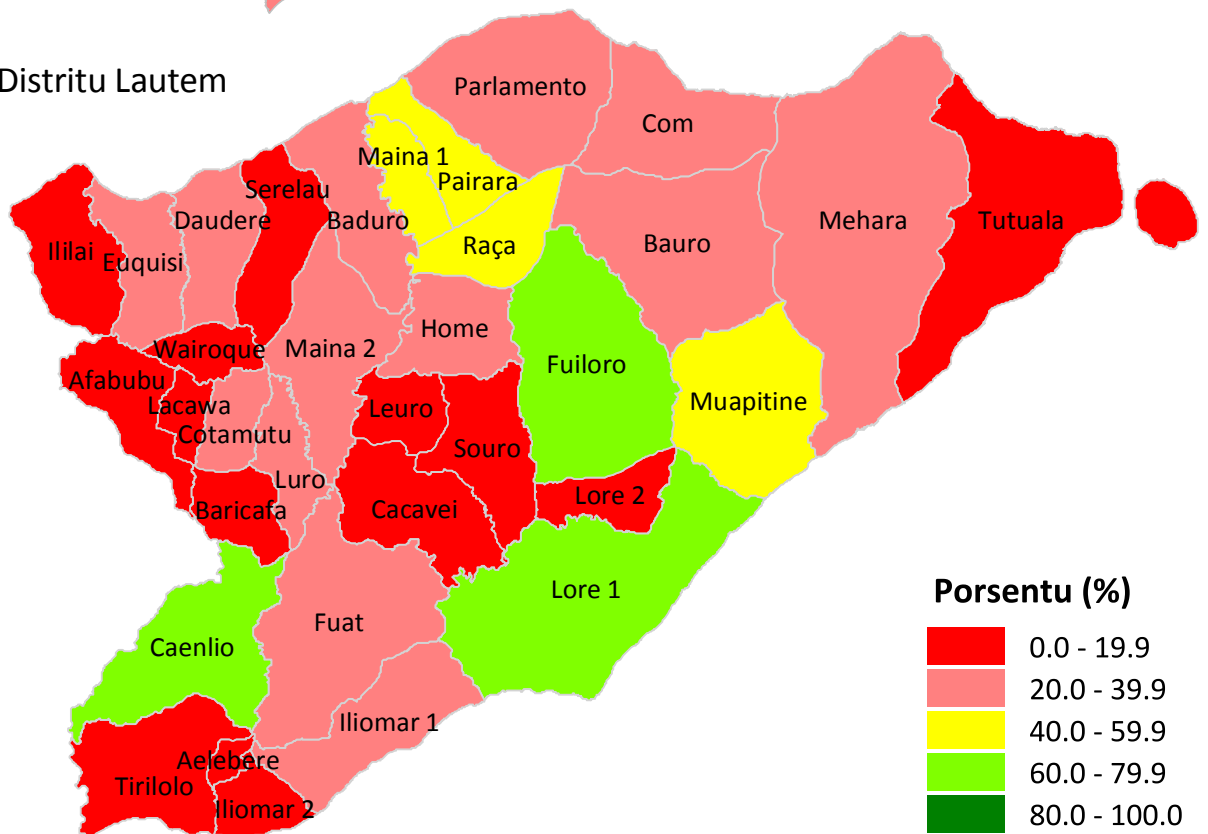 Distritu Lautem
Parlamento
Com
Maina 1
Pairara
Serelau
Daudere
Baduro
Mehara
Tutuala
Ililai
Euquisi
Raça
Bauro
Home
Wairoque
Maina 2
Fuiloro
Afabubu
Lacawa
Leuro
Muapitine
Cotamutu
Souro
Luro
Lore 2
Baricafa
Cacavei
Lore 1
Fuat
Caenlio
Iliomar 1
Aelebere
Tirilolo
Iliomar 2
Porsentu (%)
0.0 - 19.9
20.0 - 39.9
40.0 - 59.9
60.0 - 79.9
80.0 - 100.0